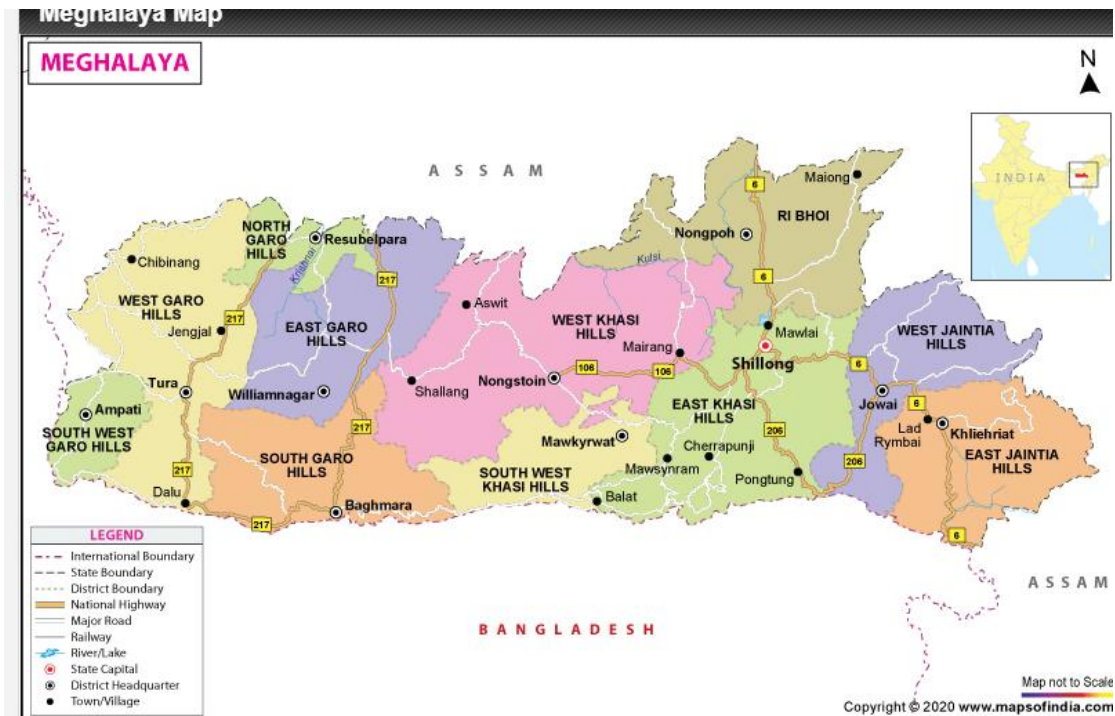 Meghalaya Map
MEGHALAYA
N
INDIA
ASSAM
Maiong
6
RI BHOI
NORTH
GARO
HILLS
Resubelpara
Nongpoh
Chibinang
Krishnai
Kulsi
217
6
WEST GARO
HILLS
Aswit
217
EAST GARO
HILLS
WEST KHASI
HILLS
Mawlai
WEST JAINTIA
HILLS
Jengjal
Mairang
Shillong
106
106
6
Tura
Williamnagar
Shallang
Nongstoin
EAST KHASI
HILLS
Jowai
6
Ampati
SOUTH WEST
GARO HILLS
217
Mawkyrwat
206
Lad
Rymbai
Khliehriat
SOUTH GARO
HILLS
Cherrapunji
EAST JAINTIA
HILLS
217
SOUTH WEST
KHASI HILLS
Mawsynram
Pongtung
206
Dalu
Balat
Baghmara
217
6
LEGEND
International Boundary
State Boundary
District Boundary
National Highway
Major Road
Railway
River/Lake
State Capital
District Headquarter
Town/Village
ASSAM
BANGLADESH
Map not to Scale
Copyright © 2020 www.mapsofindia.com